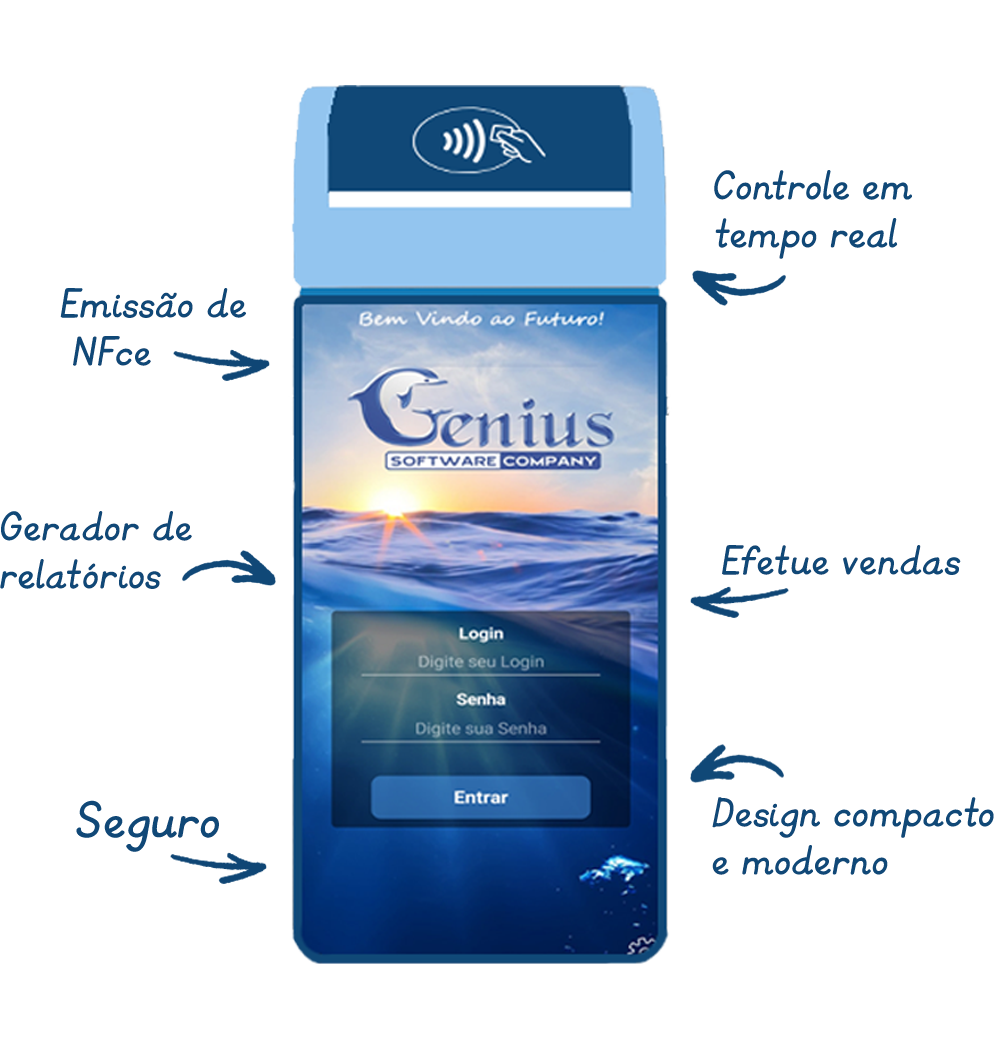 Controle em
tempo real
Emissão de
NFce
Bem Vindo ao Futuro!
Genius
SOFTWARE COMPANY
Gerador de
relatórios
Efetue vendas
Login
Digite seu Login
Senha
Digite sua Senha
Entrar
Seguro
Design compacto
e moderno